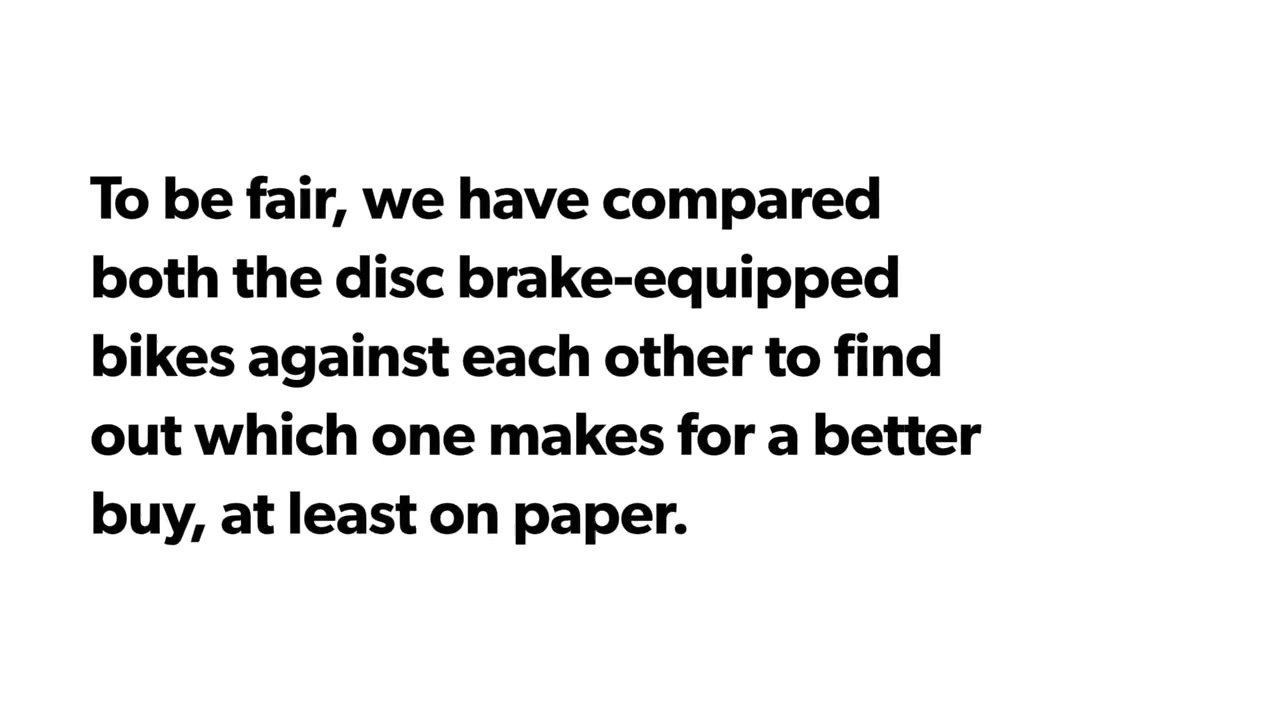 To be fair, we have compared
both the disc brake-equipped
bikes against each other to find
out which one makes for a better
buy, at least on paper.